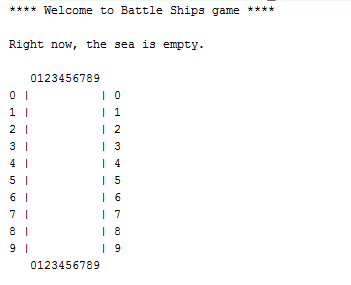 **** Welcome to Battle Ships game ****
Right now, the sea is empty.
0123456789
0 |          | 0
1 |          | 1
2 |          | 2
3 |          | 3
4 |          | 4
5 |          | 5
6 |          | 6
7 |          | 7
8 |          | 8
9 |          | 9
0123456789